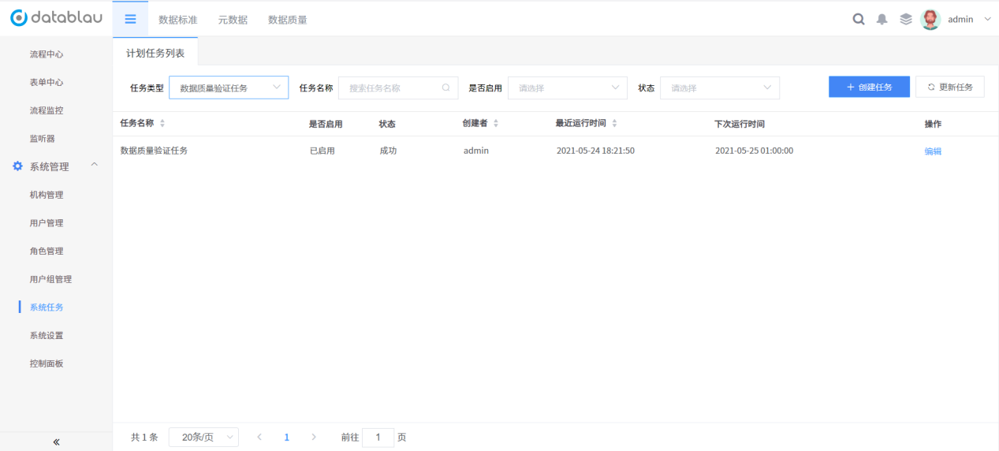 datablau
数据标准 元数据 数据质量
admin
流程中心
表单中心
流程监控
监听器
系统管理
机构管理
用户管理
角色管理
用户组管理
系统任务
系统设置
控制面板
计划任务列表
任务类型 数据质量验证任务 任务名称 搜索任务名称 是否启用 请选择 状态 请选择 创建任务 更新任务
任务名称 是否启用 状态 创建者 最近运行时间 下次运行时间 操作
数据质量验证任务 已启用 成功 admin 2021-05-24 18:21:50 2021-05-25 01:00:00 编辑
共 1 条 20条/页 1 前往 1 页